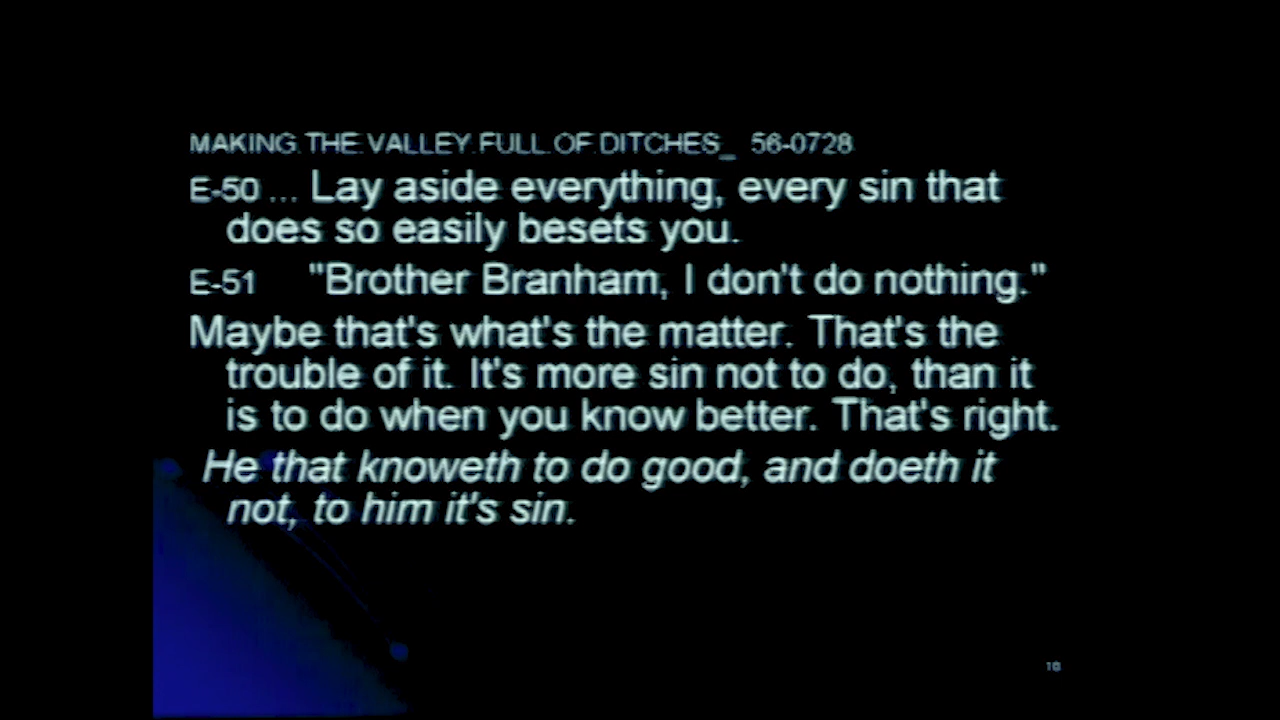 MAKING THE VALLEY FULL OF DITCHES_ 56-0728
E-50 ... Lay aside everything, every sin that
does so easily besets you.
E-51 "Brother Branham, I don't do nothing."
Maybe that's what's the matter. That's the
trouble of it. It's more sin not to do, than it
is to do when you know better. That's right.
He that knoweth to do good, and doeth it
not, to him it's sin.